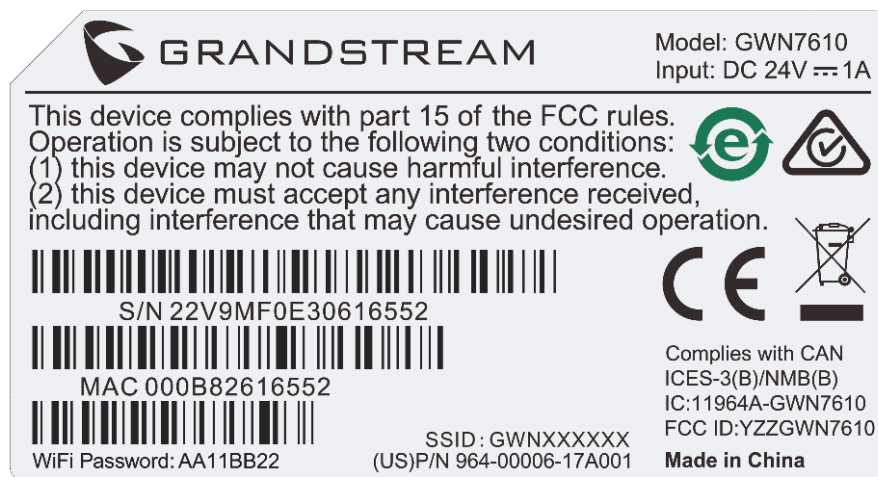 GRANDSTREAM
Model: GWN7610
Input: DC 24V ⎓ 1A
This device complies with part 15 of the FCC rules.
Operation is subject to the following two conditions:
(1) this device may not cause harmful interference.
(2) this device must accept any interference received,
including interference that may cause undesired operation.
e
CE
S/N 22V9MF0E30616552
MAC 000B82616552
WiFi Password: AA11BB22
SSID: GWNXXXXXX
(US)P/N 964-00006-17A001
Complies with CAN
ICES-3(B)/NMB(B)
IC:11964A-GWN7610
FCC ID:YZZGWN7610
Made in China